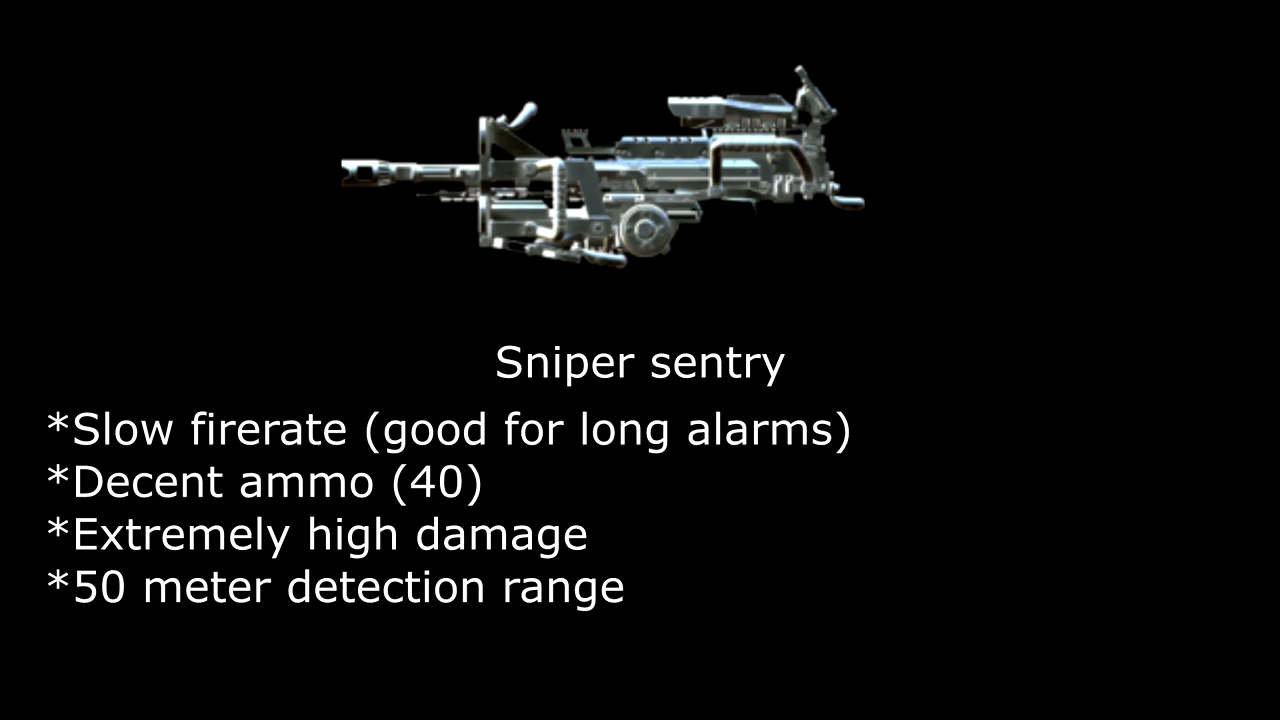 Sniper sentry
*Slow firerate (good for long alarms)
*Decent ammo (40)
*Extremely high damage
*50 meter detection range